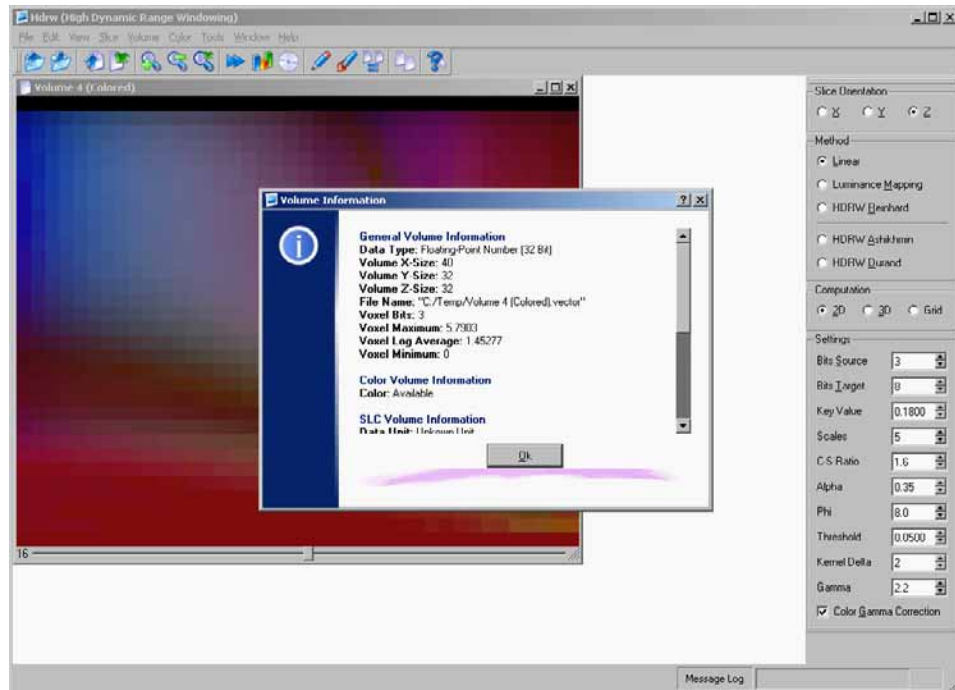 Hdrw (High Dynamic Range Windowing)
File Edit View Slice Volume Color Tools Window Help
Volume 4 (Colored)
16
Volume Information
General Volume Information
Data Type: Floating-Point Number (32 Bit)
Volume X-Size: 40
Volume Y-Size: 32
Volume Z-Size: 32
File Name: "C:/Temp/Volume 4 (Colored).vector"
Voxel Bits: 3
Voxel Maximum: 5.7903
Voxel Log Average: 1.45277
Voxel Minimum: 0
Color Volume Information
Color: Available
SLC Volume Information
Data Unit: Unkown Unit
Ok
Slice Orientation
X Y Z
Method
Linear
Luminance Mapping
HDRW Reinhard
HDRW Ashikhmin
HDRW Durand
Computation
2D 3D Grid
Settings
Bits Source 3
Bits Target 8
Key Value 0.1800
Scales 5
C-S Ratio 1.6
Alpha 0.35
Phi 8.0
Threshold 0.0500
Kernel Delta 2
Gamma 2.2
Color Gamma Correction
Message Log